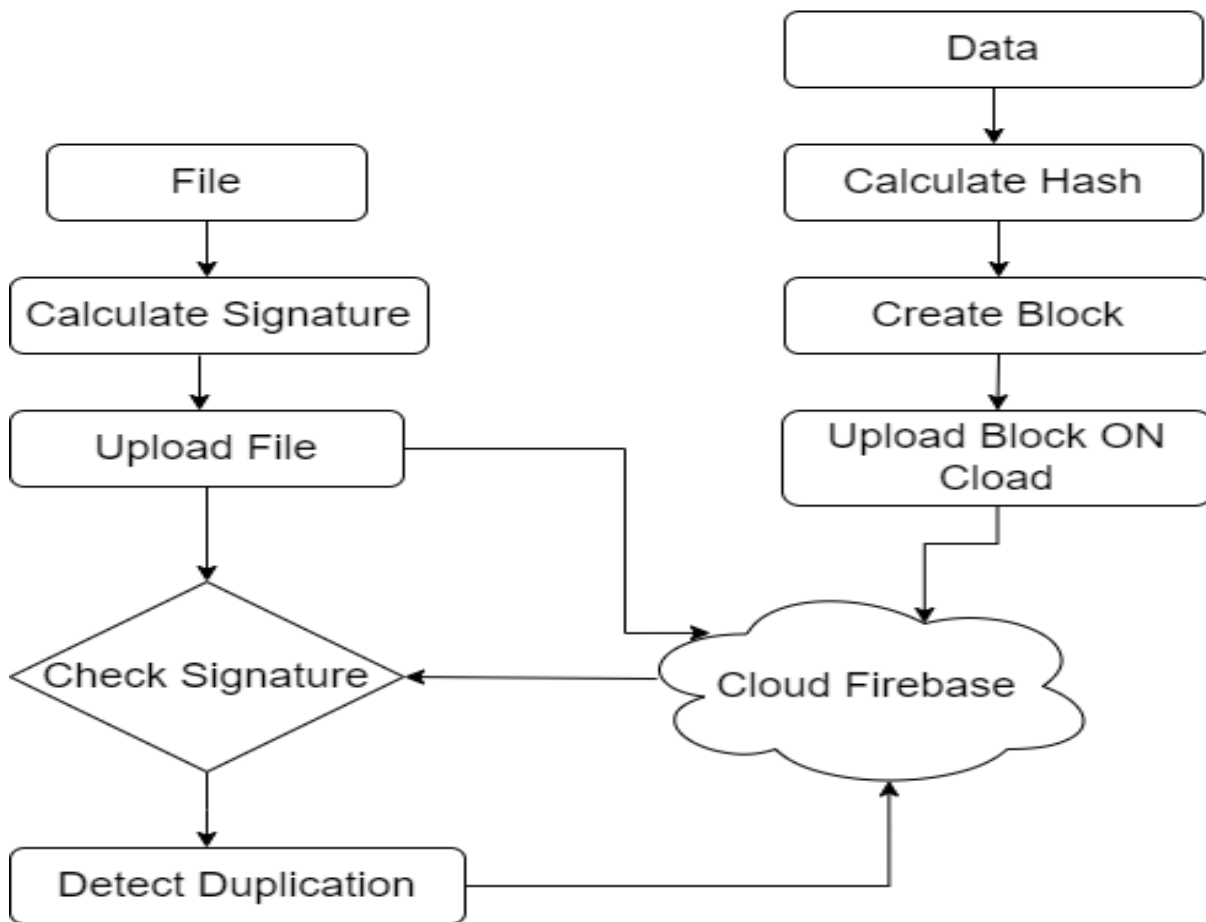 Data
File
Calculate Hash
Calculate Signature
Create Block
Upload File
Upload Block ON
Cload
Check Signature
Cloud Firebase
Detect Duplication